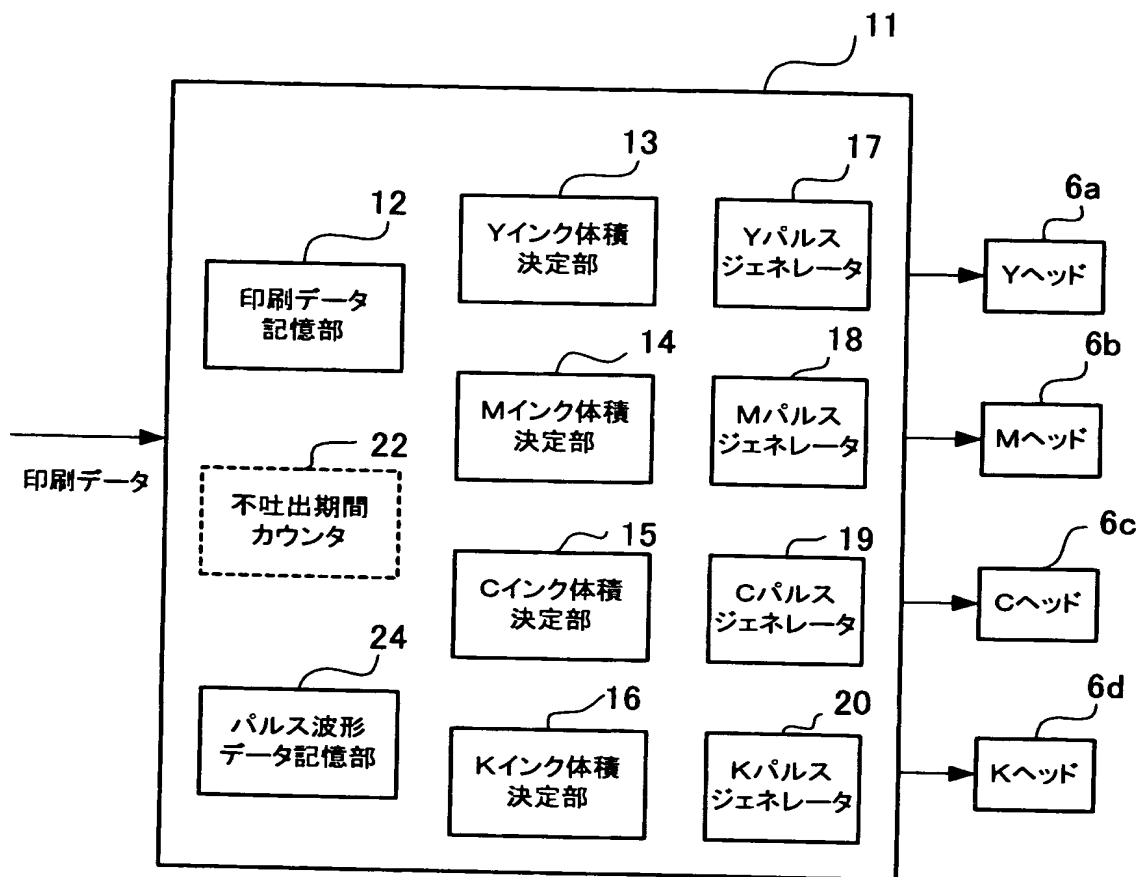 11
12
印刷データ
記憶部
13
Yインク体積
決定部
17
Yパルス
ジェネレータ
6a
Yヘッド
14
Mインク体積
決定部
18
Mパルス
ジェネレータ
6b
Mヘッド
印刷データ
22
不吐出期間
カウンタ
15
Cインク体積
決定部
19
Cパルス
ジェネレータ
6c
Cヘッド
24
パルス波形
データ記憶部
16
Kインク体積
決定部
20
Kパルス
ジェネレータ
6d
Kヘッド